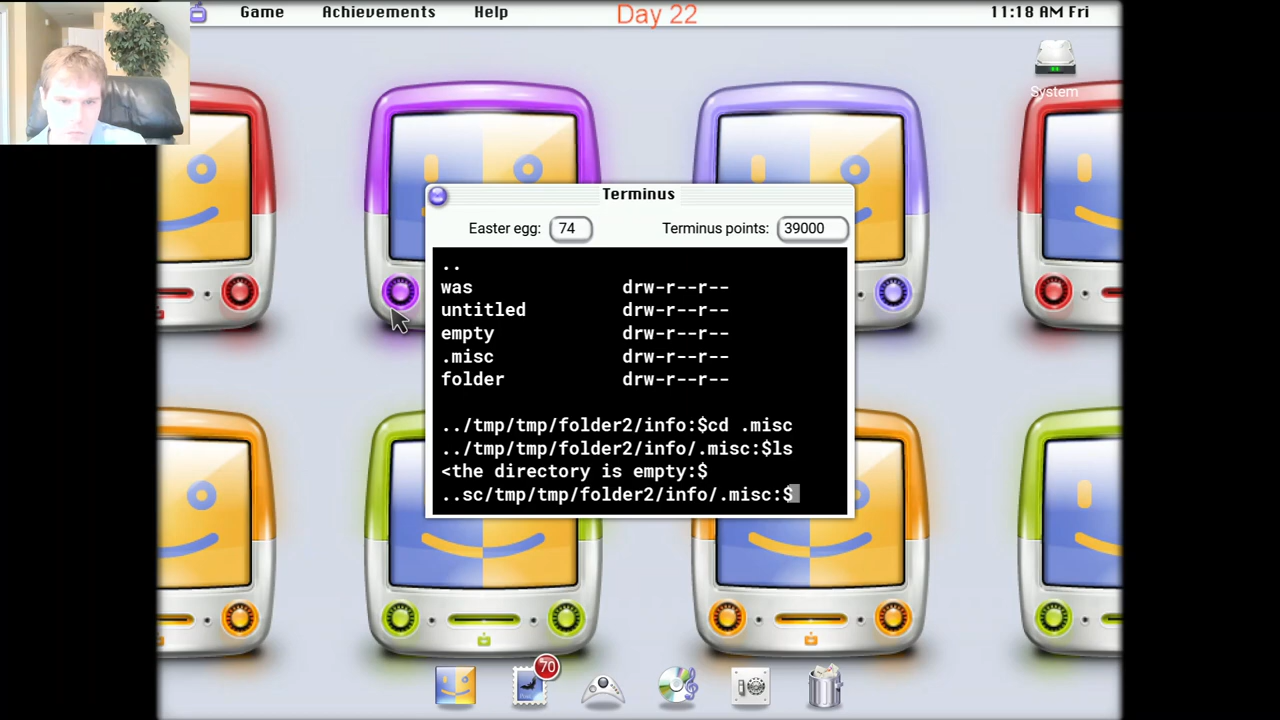 Game Achievements Help Day 22 11:18 AM Fri
System
Terminus
Easter egg: 74 Terminus points: 39000
..
was drw-r--r--
untitled drw-r--r--
empty drw-r--r--
.misc drw-r--r--
folder drw-r--r--
../tmp/tmp/folder2/info:$cd .misc
../tmp/tmp/folder2/info/.misc:$ls
<the directory is empty:$
..sc/tmp/tmp/folder2/info/.misc:$
70